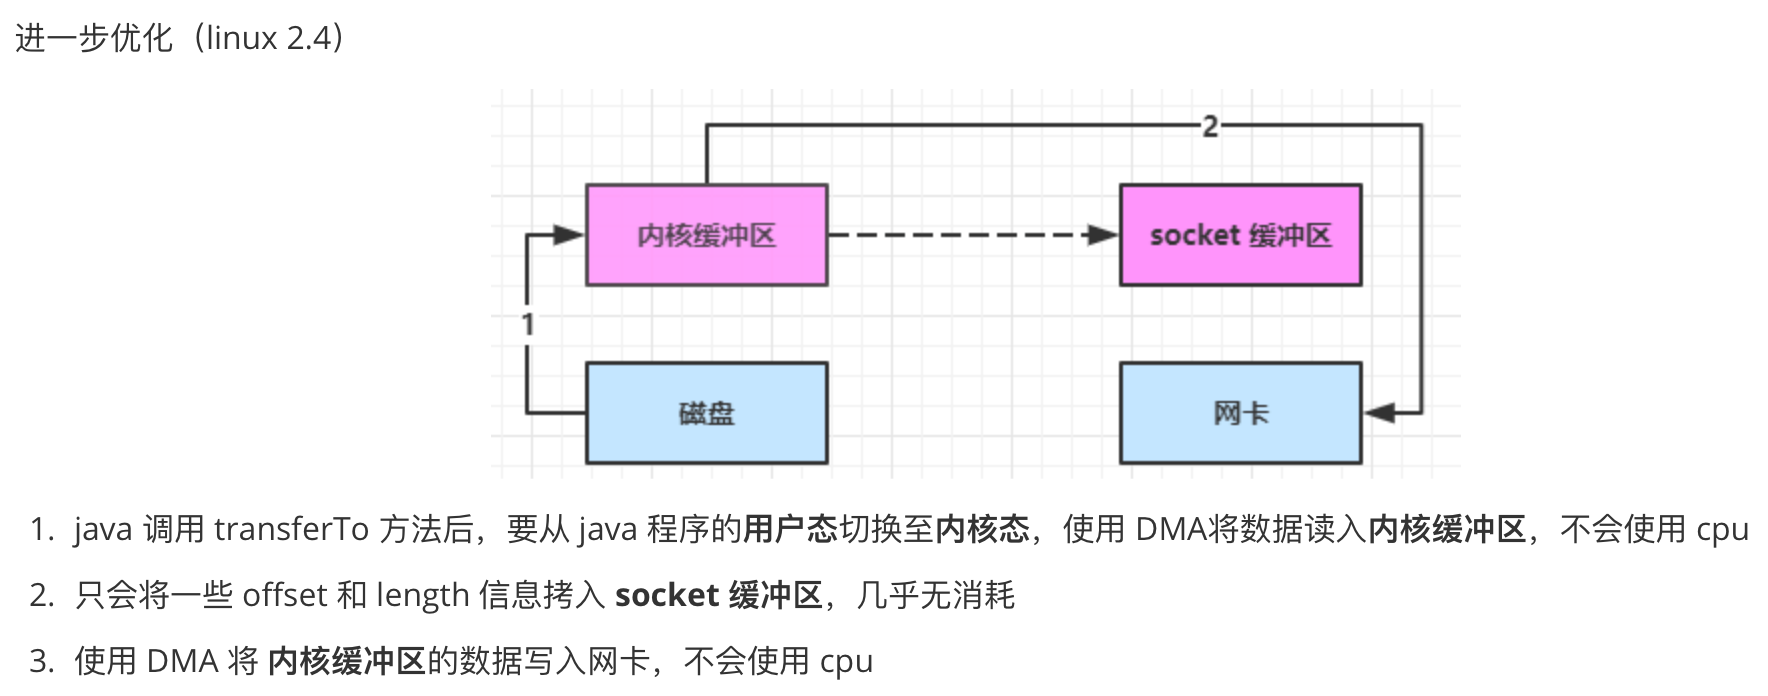 进一步优化（linux 2.4）
2
内核缓冲区
socket 缓冲区
1
磁盘
网卡
1. java 调用 transferTo 方法后，要从 java 程序的用户态切换至内核态，使用 DMA将数据读入内核缓冲区，不会使用 cpu
2. 只会将一些 offset 和 length 信息拷入 socket 缓冲区，几乎无消耗
3. 使用 DMA 将 内核缓冲区的数据写入网卡，不会使用 cpu